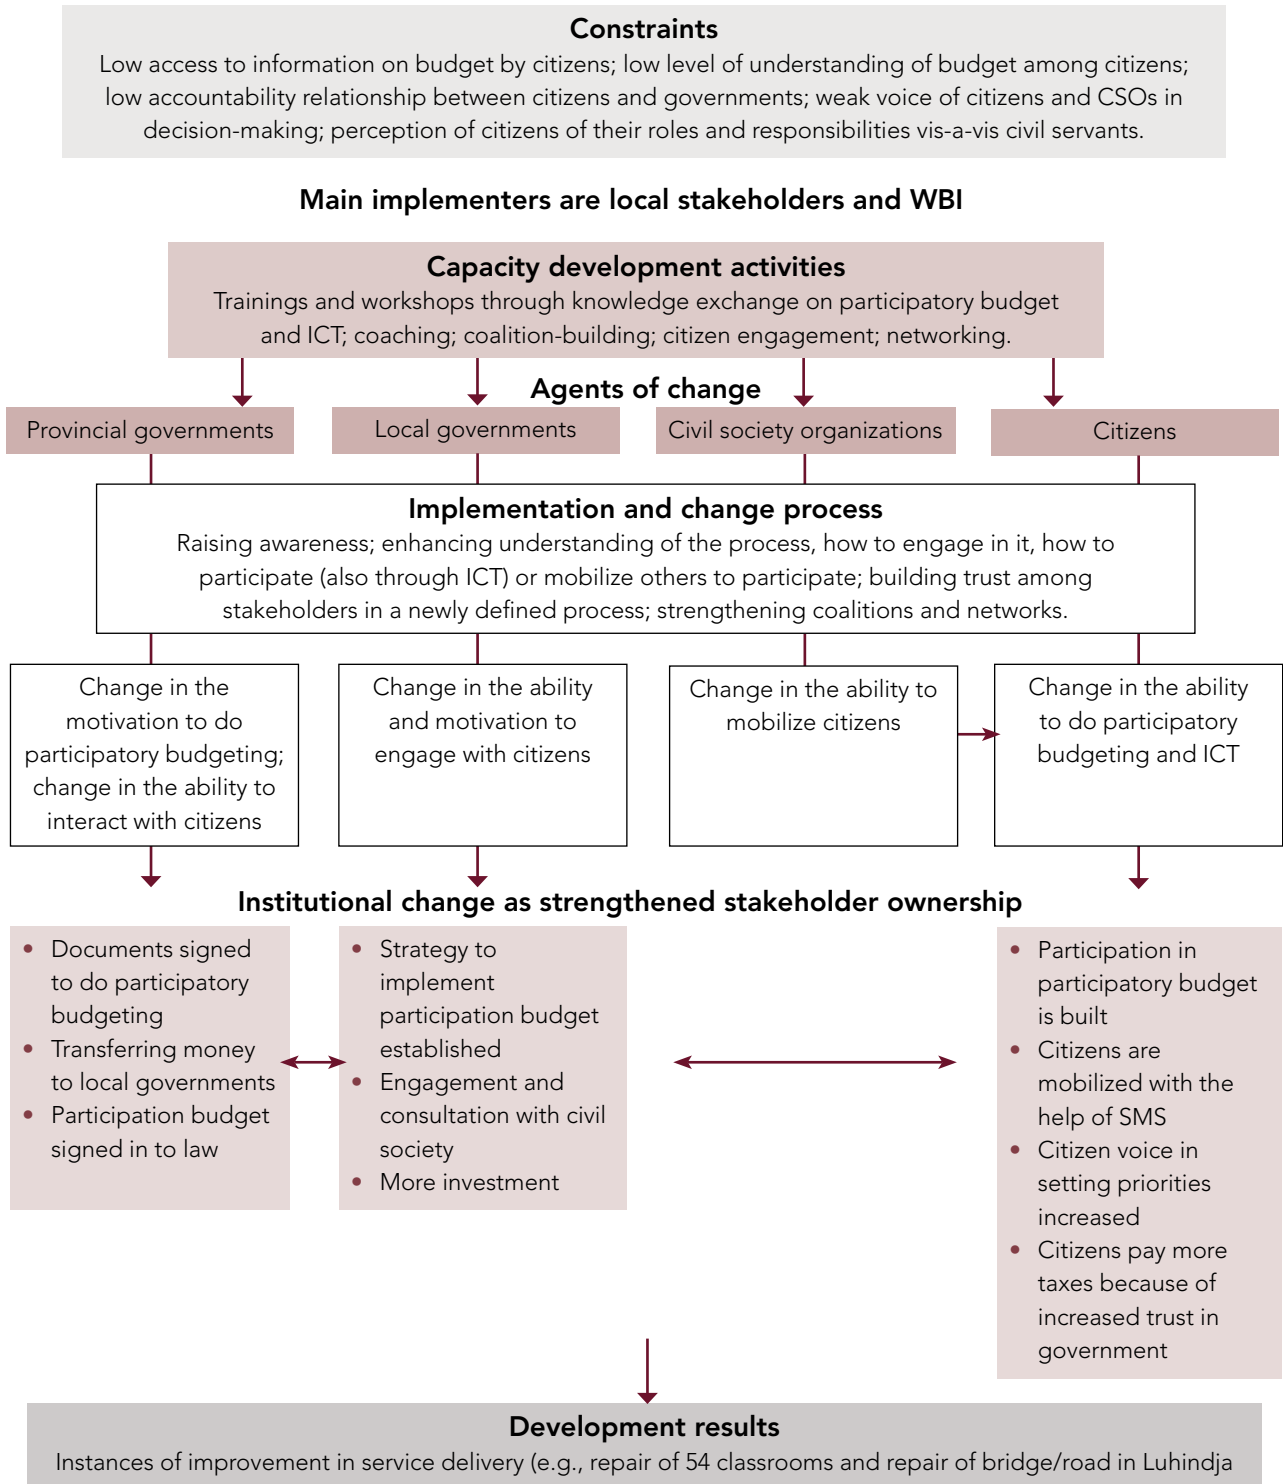 Constraints
Low access to information on budget by citizens; low level of understanding of budget among citizens;
low accountability relationship between citizens and governments; weak voice of citizens and CSOs in
decision-making; perception of citizens of their roles and responsibilities vis-a-vis civil servants.
Main implementers are local stakeholders and WBI
Capacity development activities
Trainings and workshops through knowledge exchange on participatory budget
and ICT; coaching; coalition-building; citizen engagement; networking.
Agents of change
Provincial governments
Local governments
Civil society organizations
Citizens
Implementation and change process
Raising awareness; enhancing understanding of the process, how to engage in it, how to
participate (also through ICT) or mobilize others to participate; building trust among
stakeholders in a newly defined process; strengthening coalitions and networks.
Change in the
motivation to do
participatory budgeting;
change in the ability to
interact with citizens
Change in the ability
and motivation to
engage with citizens
Change in the ability to
mobilize citizens
Change in the ability
to do participatory
budgeting and ICT
Institutional change as strengthened stakeholder ownership
• Documents signed
to do participatory
budgeting
• Transferring money
to local governments
• Participation budget
signed in to law
• Strategy to
implement
participation budget
established
• Engagement and
consultation with civil
society
• More investment
• Participation in
participatory budget
is built
• Citizens are
mobilized with the
help of SMS
• Citizen voice in
setting priorities
increased
• Citizens pay more
taxes because of
increased trust in
government
Development results
Instances of improvement in service delivery (e.g., repair of 54 classrooms and repair of bridge/road in Luhindja